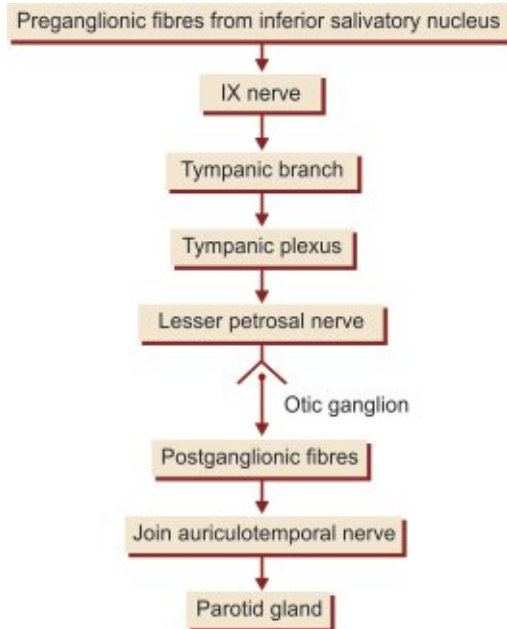 Preganglionic fibres from inferior salivatory nucleus
IX nerve
Tympanic branch
Tympanic plexus
Lesser petrosal nerve
Otic ganglion
Postganglionic fibres
Join auriculotemporal nerve
Parotid gland